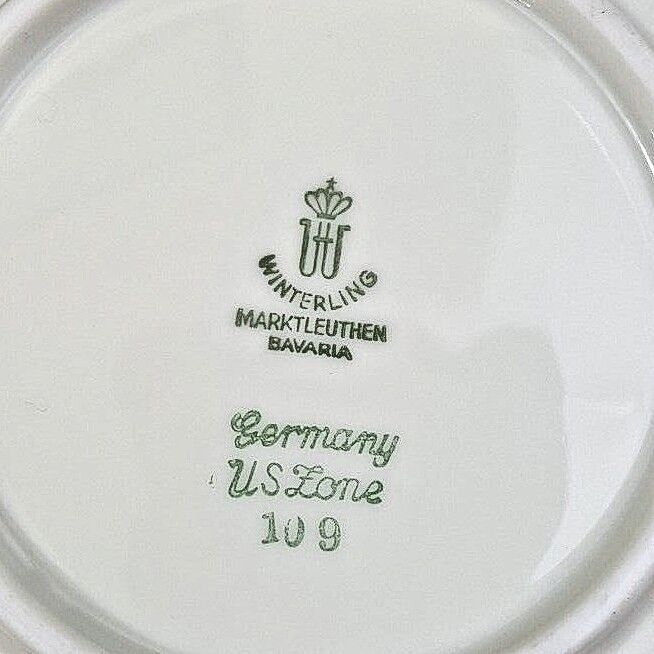 WINTERLING
MARKTLEUTHEN
BAVARIA
Germany
US Zone
109